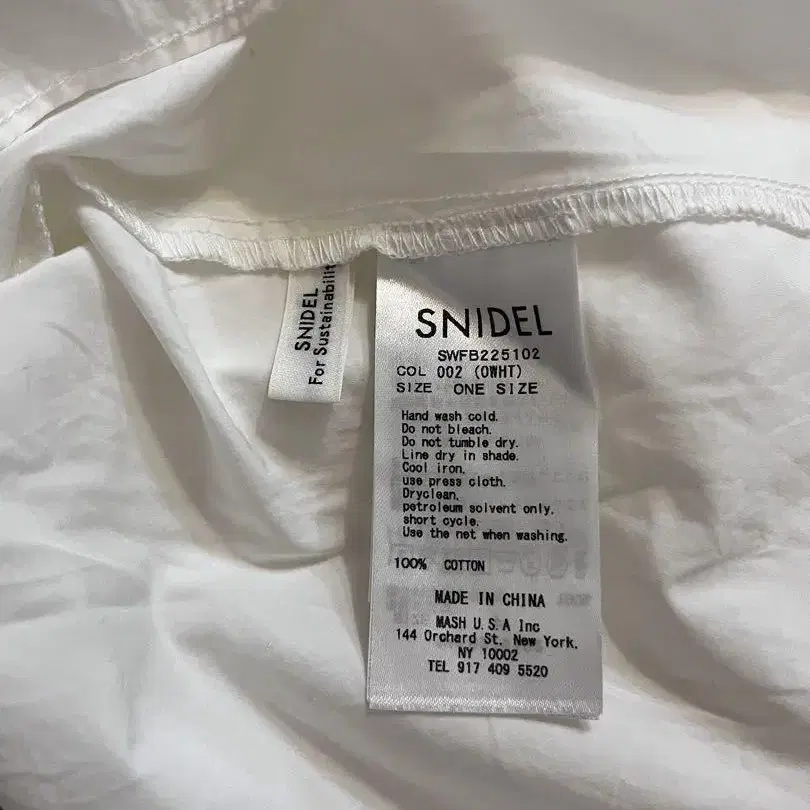 SNIDEL
For Sustainability
SNIDEL
SWFB225102
COL 002 (OWHT)
SIZE ONE SIZE
Hand wash cold.
Do not bleach.
Do not tumble dry.
Line dry in shade.
Cool iron.
use press cloth.
Dryclean,
petroleum solvent only.
short cycle.
Use the net when washing.
100% COTTON
MADE IN CHINA
MASH U.S.A Inc
144 Orchard St. New York,
NY 10002
TEL 917 409 5520